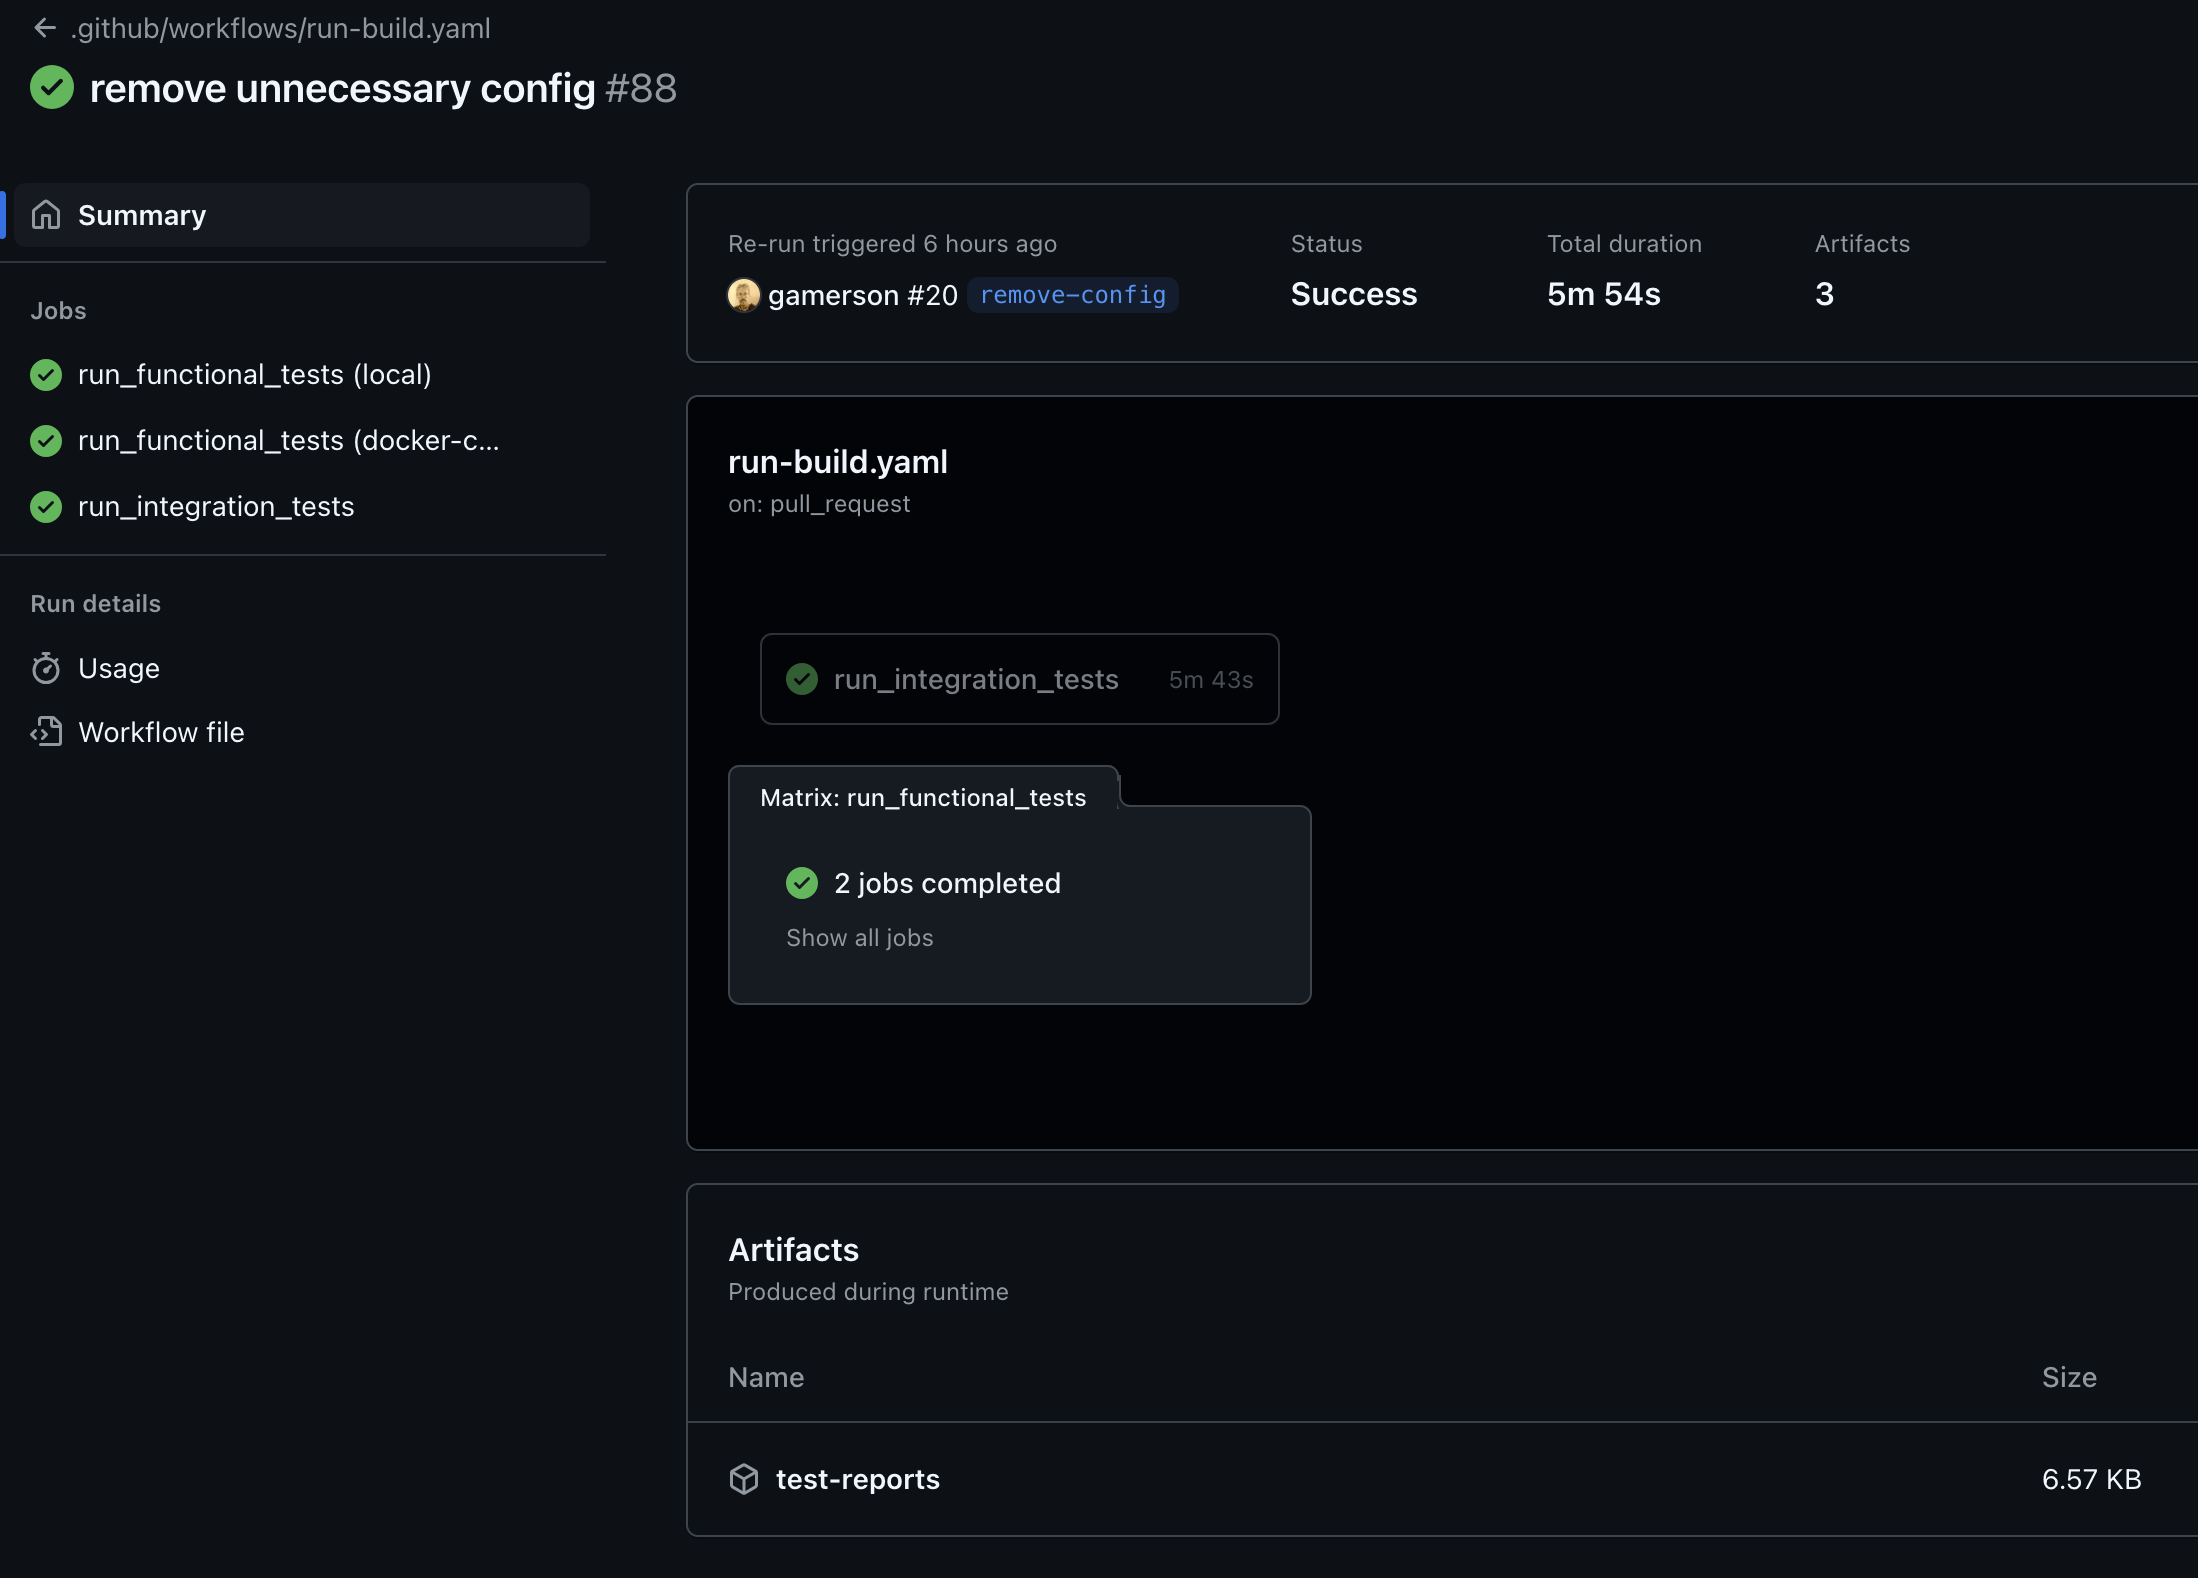 .github/workflows/run-build.yaml
remove unnecessary config #88
Summary
Jobs
run_functional_tests (local)
run_functional_tests (docker-c...
run_integration_tests
Run details
Usage
Workflow file
Re-run triggered 6 hours ago
gamerson #20 remove-config
Status
Success
Total duration
5m 54s
Artifacts
3
run-build.yaml
on: pull_request
run_integration_tests 5m 43s
Matrix: run_functional_tests
2 jobs completed
Show all jobs
Artifacts
Produced during runtime
Name Size
test-reports 6.57 KB